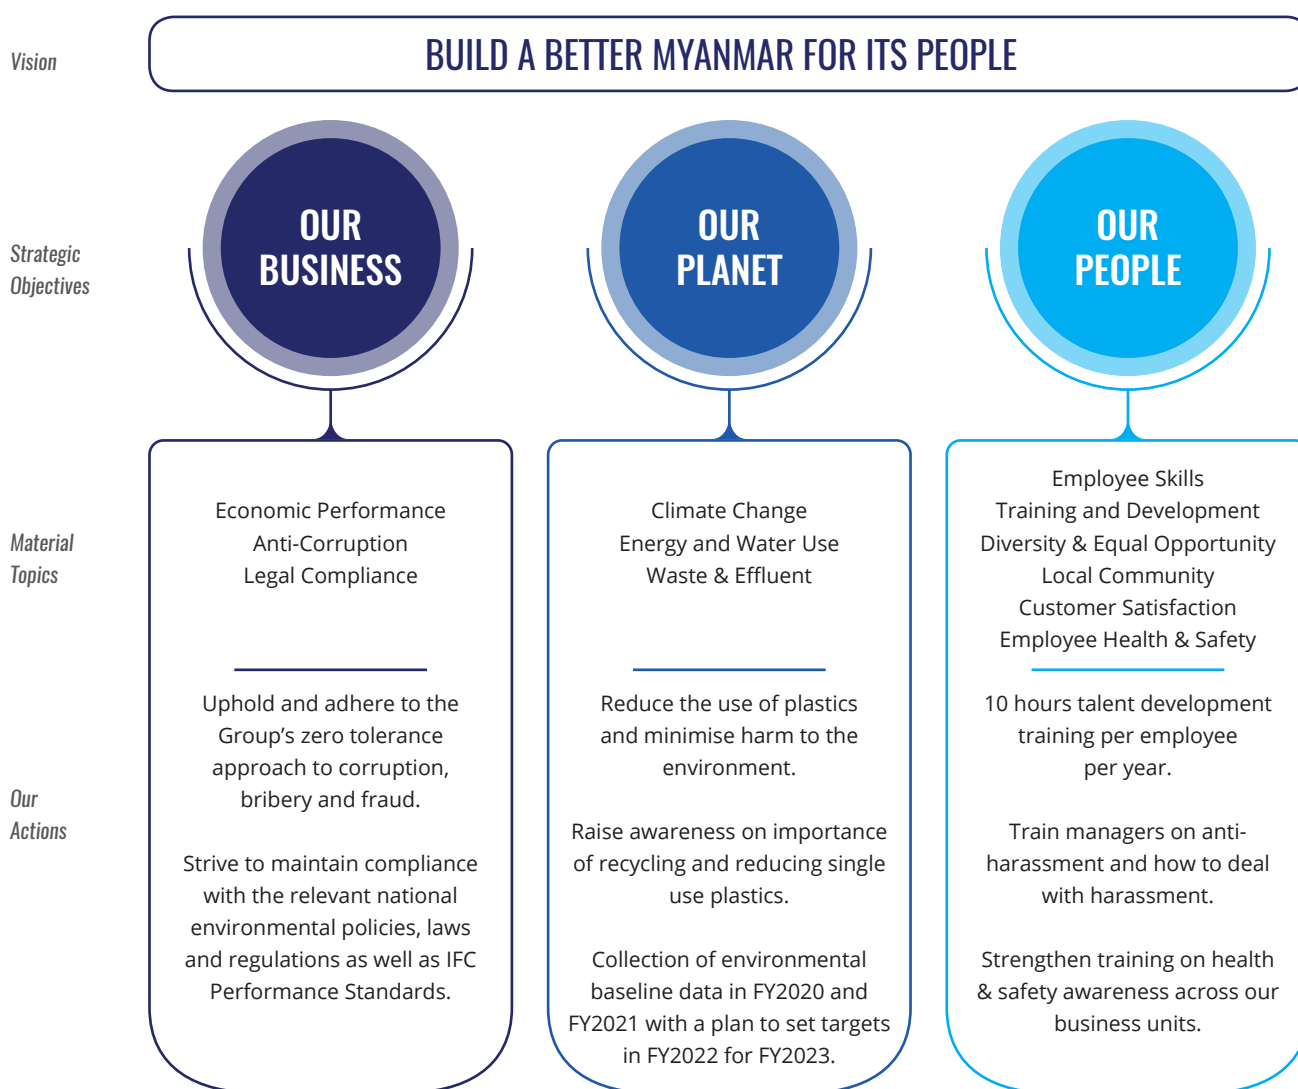 Vision
BUILD A BETTER MYANMAR FOR ITS PEOPLE
Strategic
Objectives
OUR
BUSINESS
OUR
PLANET
OUR
PEOPLE
Material
Topics
Economic Performance
Anti-Corruption
Legal Compliance
Climate Change
Energy and Water Use
Waste & Effluent
Employee Skills
Training and Development
Diversity & Equal Opportunity
Local Community
Customer Satisfaction
Employee Health & Safety
Our
Actions
Uphold and adhere to the
Group’s zero tolerance
approach to corruption,
bribery and fraud.
Strive to maintain compliance
with the relevant national
environmental policies, laws
and regulations as well as IFC
Performance Standards.
Reduce the use of plastics
and minimise harm to the
environment.
Raise awareness on importance
of recycling and reducing single
use plastics.
Collection of environmental
baseline data in FY2020 and
FY2021 with a plan to set targets
in FY2022 for FY2023.
10 hours talent development
training per employee
per year.
Train managers on anti-
harassment and how to deal
with harassment.
Strengthen training on health
& safety awareness across our
business units.